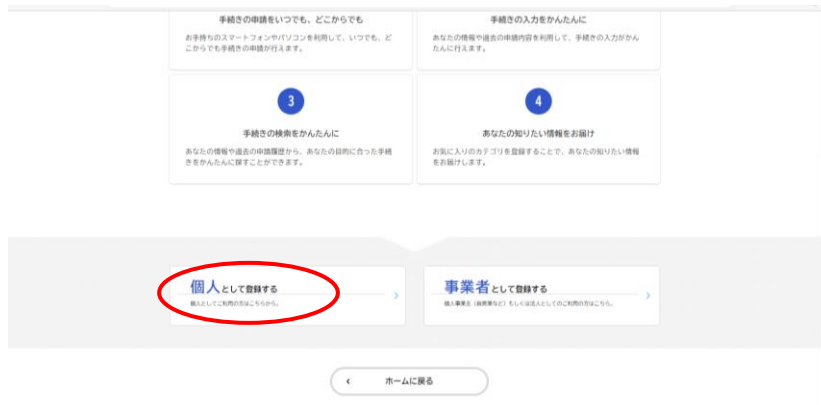 手続きの申請をいつでも、どこからでも
お手持ちのスマートフォンやパソコンを利用して、いつでも、ど
こからでも手続きの申請が行えます。
手続きの入力をかんたんに
あなたの情報や過去の申請内容を利用して、手続きの入力がかん
たんに行えます。
3
手続きの検索をかんたんに
あなたの情報や過去の申請履歴から、あなたの目的に合った手続
きをかんたんに探すことができます。
4
あなたの知りたい情報をお届け
お気に入りのカテゴリを登録することで、あなたの知りたい情報
をお届けします。
個人として登録する
個人としてご利用の方はこちらから。
事業者として登録する
個人事業主（自営業など）もしくは法人としてのご利用の方はこちら。
ホームに戻る